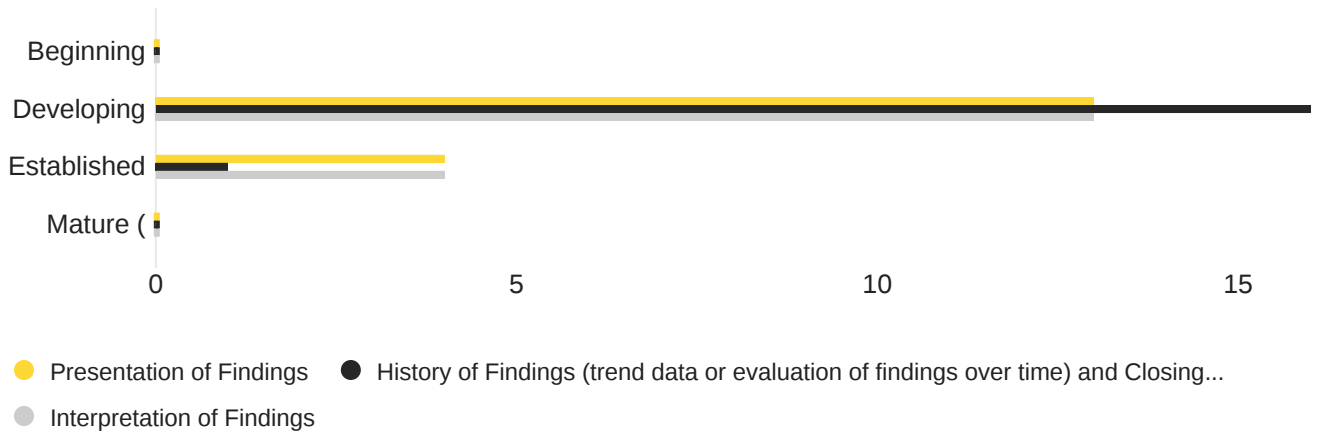 Beginning
Developing
Established
Mature (
0 5 10 15
Presentation of Findings History of Findings (trend data or evaluation of findings over time) and Closing...
Interpretation of Findings